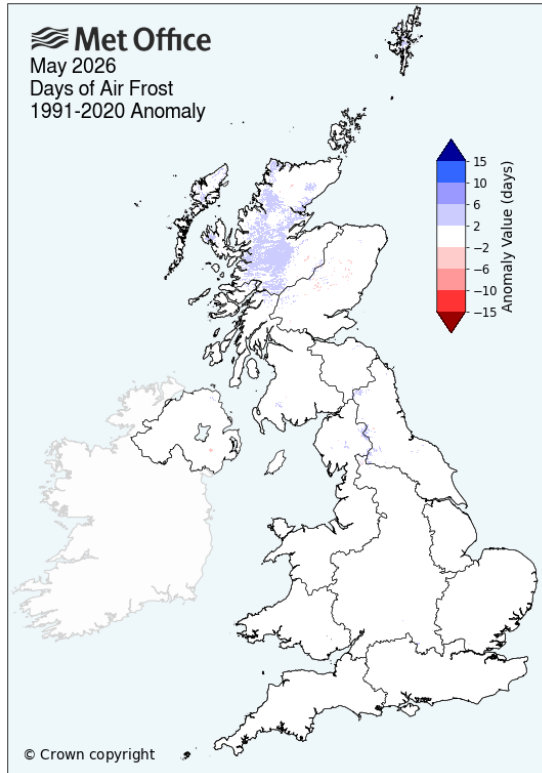 Met Office
May 2026
Days of Air Frost
1991-2020 Anomaly
15
10
6
2
−2
−6
−10
−15
Anomaly Value (days)
© Crown copyright